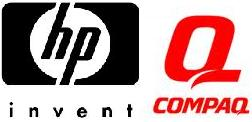 hp
invent
Q
COMPAQ